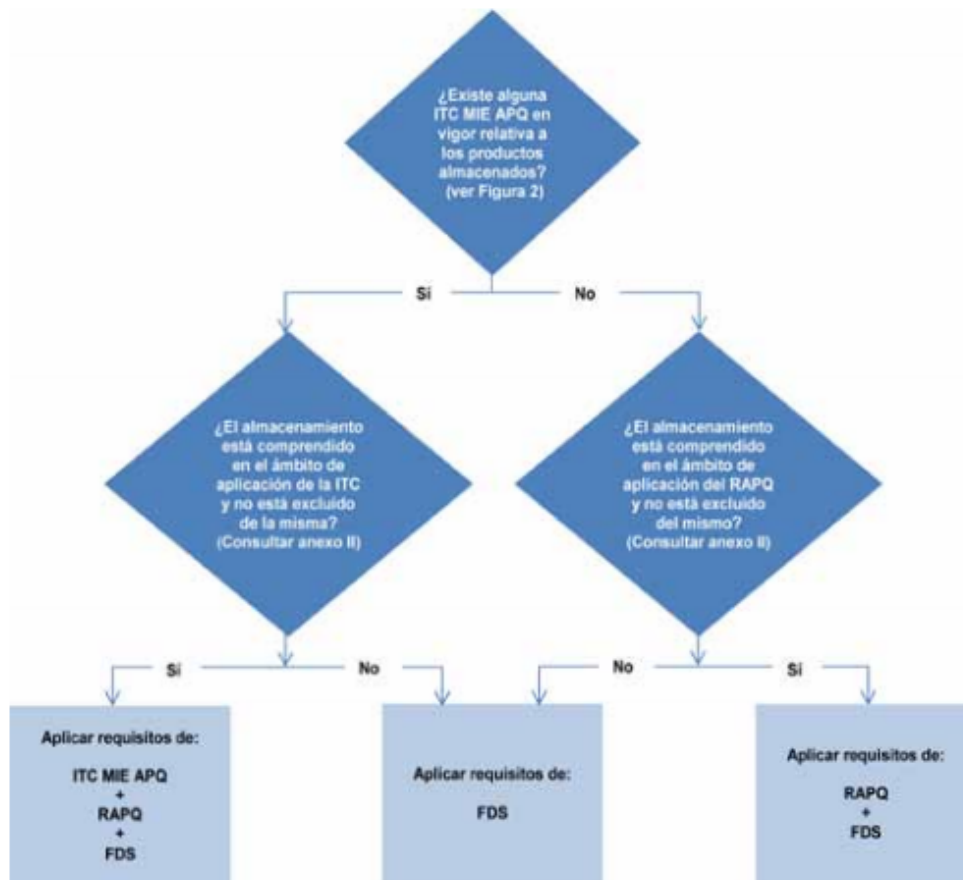 ¿Existe alguna
ITC MIE APQ en
vigor relativa a
los productos
almacenados?
(ver Figura 2)
Sí
No
¿El almacenamiento
está comprendido
en el ámbito de
aplicación de la ITC
y no está excluido
de la misma?
(Consultar anexo II)
¿El almacenamiento
está comprendido
en el ámbito de
aplicación del RAPQ
y no está excluido
del mismo?
(Consultar anexo II)
Sí
No
No
Sí
Aplicar requisitos de:
ITC MIE APQ
+
RAPQ
+
FDS
Aplicar requisitos de:
FDS
Aplicar requisitos de:
RAPQ
+
FDS